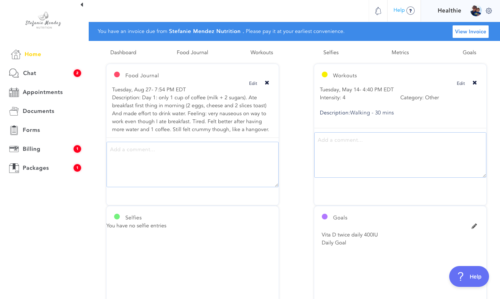 Stefanie Mendez
Help ?
Healthie
You have an invoice due from Stefanie Mendez Nutrition . Please pay it at your earliest convenience.
View Invoice
Home
Chat
Appointments
Documents
Forms
Billing 1
Packages 1
Dashboard
Food Journal
Workouts
Selfies
Metrics
Goals
Food Journal
Edit ✖
Tuesday, Aug 27- 7:54 PM EDT
Description: Day 1: only 1 cup of coffee (milk + 2 sugars). Ate
breakfast first thing in morning (2 eggs, cheese and 2 slices toast)
And made effort to drink water. Feeling: very nauseous on way to
work even though I ate breakfast. Tired. Felt better after having
more water and 1 coffee. Still felt crummy though, like a hangover.
Add a comment...
Workouts
Edit ✖
Tuesday, May 14- 4:40 PM EDT
Intensity: 4 Category: Other
Description:Walking - 30 mins
Add a comment...
Selfies
You have no selfie entries
Goals
Vita D twice daily 400IU
Daily Goal
? Help